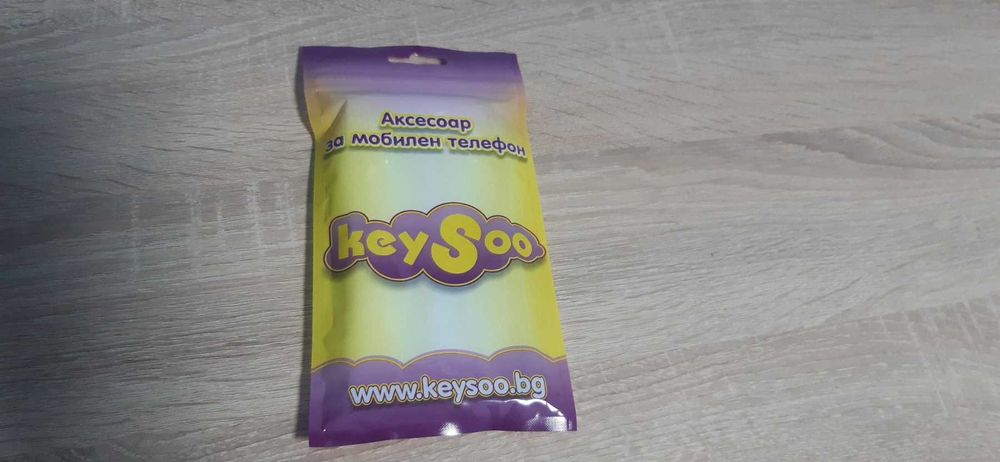 Аксесоар
за мобилен телефон
keySoo
www.keysoo.bg